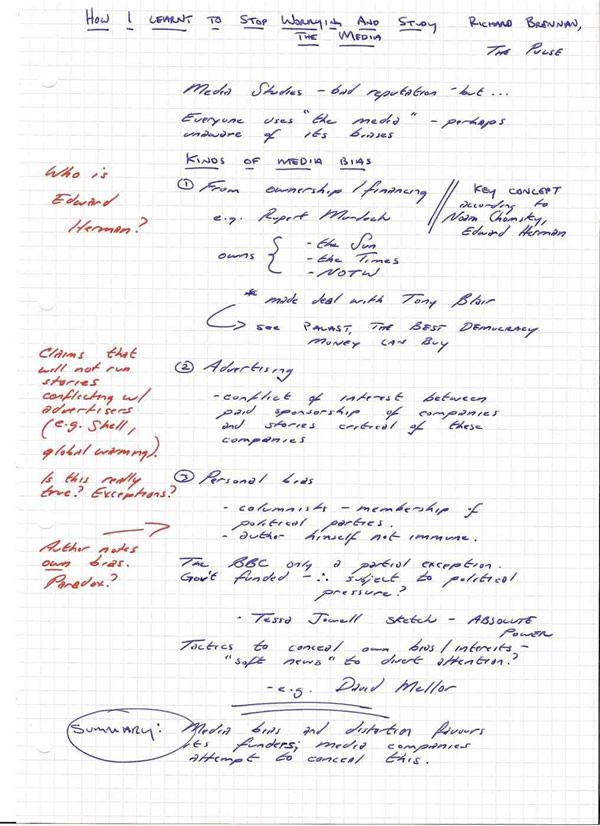 HOW I LEARNT TO STOP WORRYING AND STUDY
THE MEDIA
RICHARD BRENNAN,
THE PULSE
Media Studies - bad reputation - but ...
Everyone uses "the media" - perhaps
unaware of its biases
KINDS OF MEDIA BIAS
Who is
Edward
Herman?
① From ownership / financing
e.g. Rupert Murdoch
owns { - the Sun
- the Times
- NOTW
KEY CONCEPT
according to
Noam Chomsky,
Edward Herman
* made deal with Tony Blair
see PALAST, THE BEST DEMOCRACY
MONEY CAN BUY
Claims that
will not run
stories
conflicting w/
advertisers
(e.g. Shell,
global warming).
Is this really
true? Exceptions?
② Advertising
- conflict of interest between
paid sponsorship of companies
and stories critical of these
companies
③ Personal bias
- columnists - membership of
political parties.
- author himself not immune.
Author notes
own bias.
Paradox?
The BBC only a partial exception.
Gov't funded - ∴ subject to political
pressure?
· Tessa Jowell sketch - ABSOLUTE
POWER
Tactics to conceal own bias / interests -
"soft news" to divert attention?
- e.g. David Mellor
SUMMARY:
Media bias and distortion favours
its funders; media companies
attempt to conceal this.